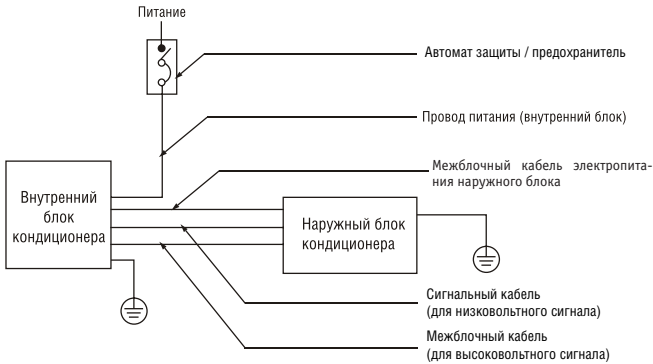 Питание
Автомат защиты / предохранитель
Провод питания (внутренний блок)
Межблочный кабель электропита-
ния наружного блока
Внутренний
блок
кондиционера
Наружный блок
кондиционера
Сигнальный кабель
(для низковольтного сигнала)
Межблочный кабель
(для высоковольтного сигнала)